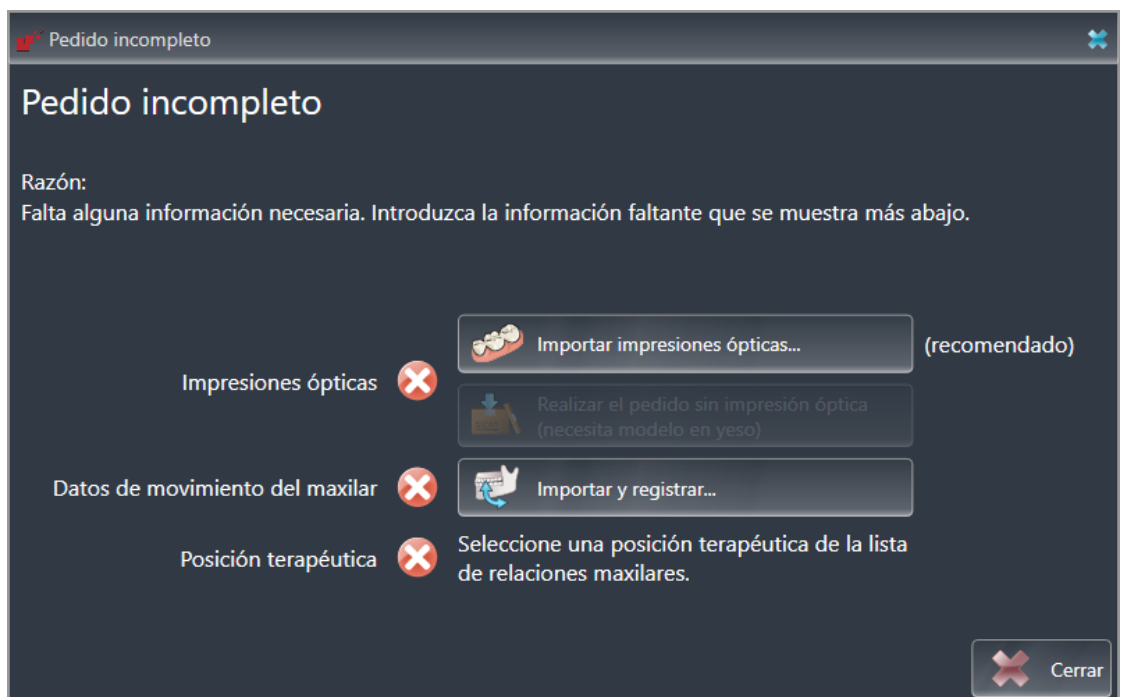 Pedido incompleto
Pedido incompleto
Razón:
Falta alguna información necesaria. Introduzca la información faltante que se muestra más abajo.
Importar impresiones ópticas...
(recomendado)
Impresiones ópticas
Realizar el pedido sin impresión óptica
(necesita modelo en yeso)
Datos de movimiento del maxilar
Importar y registrar...
Posición terapéutica
Seleccione una posición terapéutica de la lista
de relaciones maxilares.
Cerrar